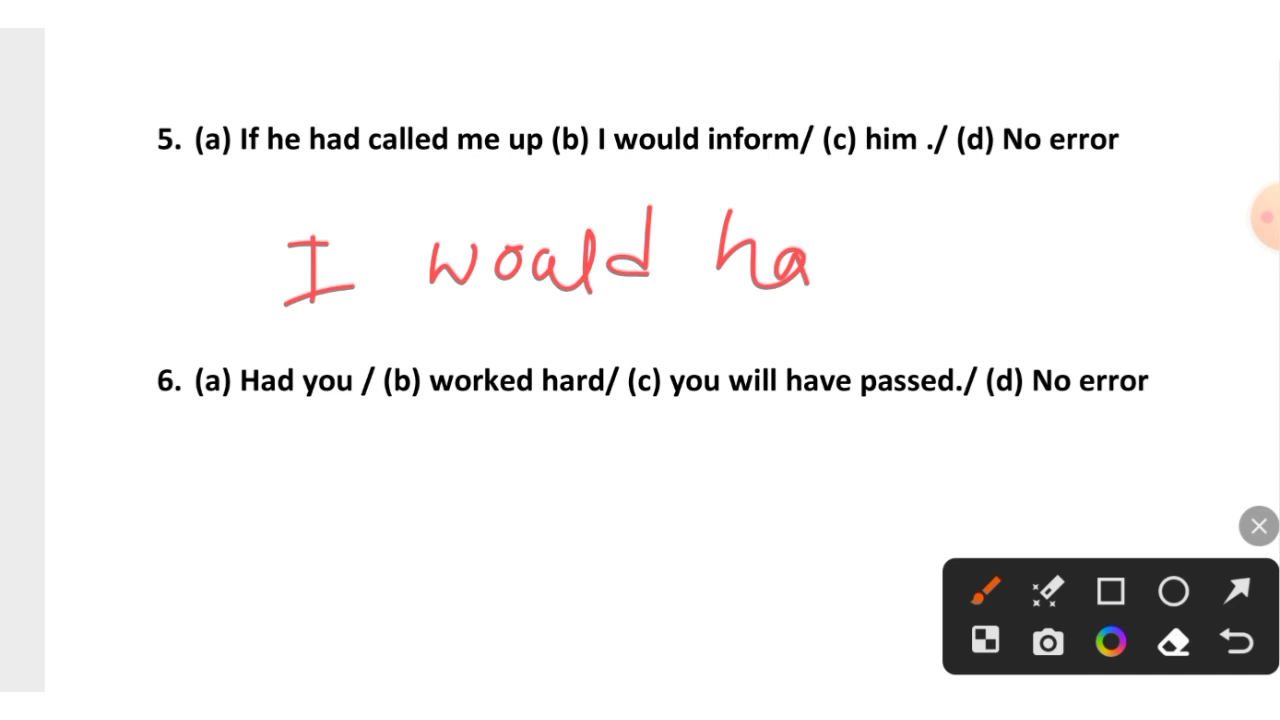 5. (a) If he had called me up (b) I would inform/ (c) him ./ (d) No error
I would ha
6. (a) Had you / (b) worked hard/ (c) you will have passed./ (d) No error